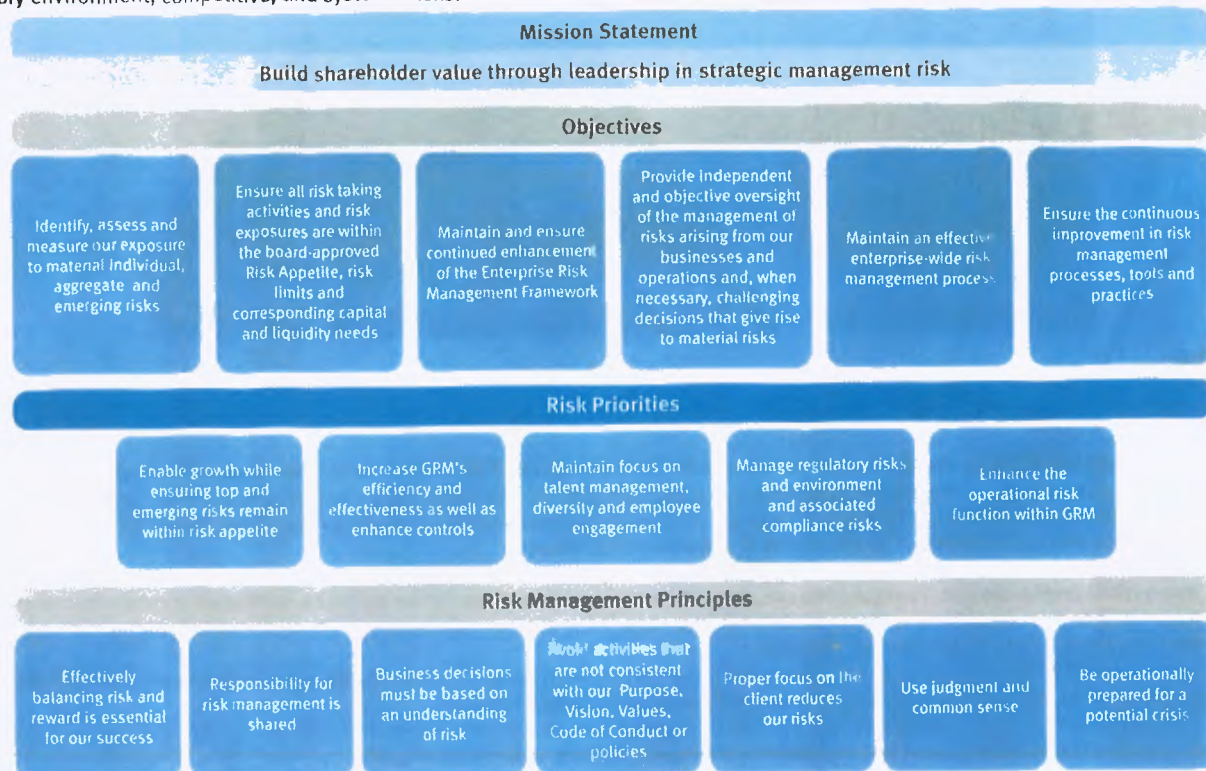 Mission Statement
Build shareholder value through leadership in strategic management risk
Objectives
Identify, assess and
measure our exposure
to material individual,
aggregate and
emerging risks
Ensure all risk taking
activities and risk
exposures are within
the board-approved
Risk Appetite, risk
limits and
corresponding capital
and liquidity needs
Maintain and ensure
continued enhancement
of the Enterprise Risk
Management Framework
Provide independent
and objective oversight
of the management of
risks arising from our
businesses and
operations and, when
necessary, challenging
decisions that give rise
to material risks
Maintain an effective
enterprise-wide risk
management process
Ensure the continuous
improvement in risk
management
processes, tools and
practices
Risk Priorities
Enable growth while
ensuring top and
emerging risks remain
within risk appetite
Increase GRM's
efficiency and
effectiveness as well as
enhance controls
Maintain focus on
talent management,
diversity and employee
engagement
Manage regulatory risks
and environment
and associated
compliance risks
Enhance the
operational risk
function within GRM
Risk Management Principles
Effectively
balancing risk and
reward is essential
for our success
Responsibility for
risk management is
shared
Business decisions
must be based on
an understanding
of risk
activities that
are not consistent
with our Purpose,
Vision, Values,
Code of Conduct or
policies
Proper focus on the
client reduces
our risks
Use judgment and
common sense
Be operationally
prepared for a
potential crisis